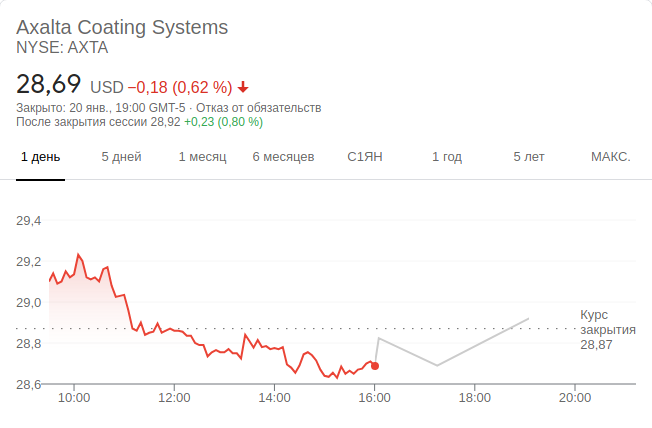 Axalta Coating Systems
NYSE: AXTA
28,69 USD −0,18 (0,62 %)
Закрыто: 20 янв., 19:00 GMT-5 · Отказ от обязательств
После закрытия сессии 28,92 +0,23 (0,80 %)
1 день 5 дней 1 месяц 6 месяцев С1ЯН 1 год 5 лет МАКС.
29,4
29,2
29,0
28,8
28,6
Курс
закрытия
28,87
10:00 12:00 14:00 16:00 18:00 20:00